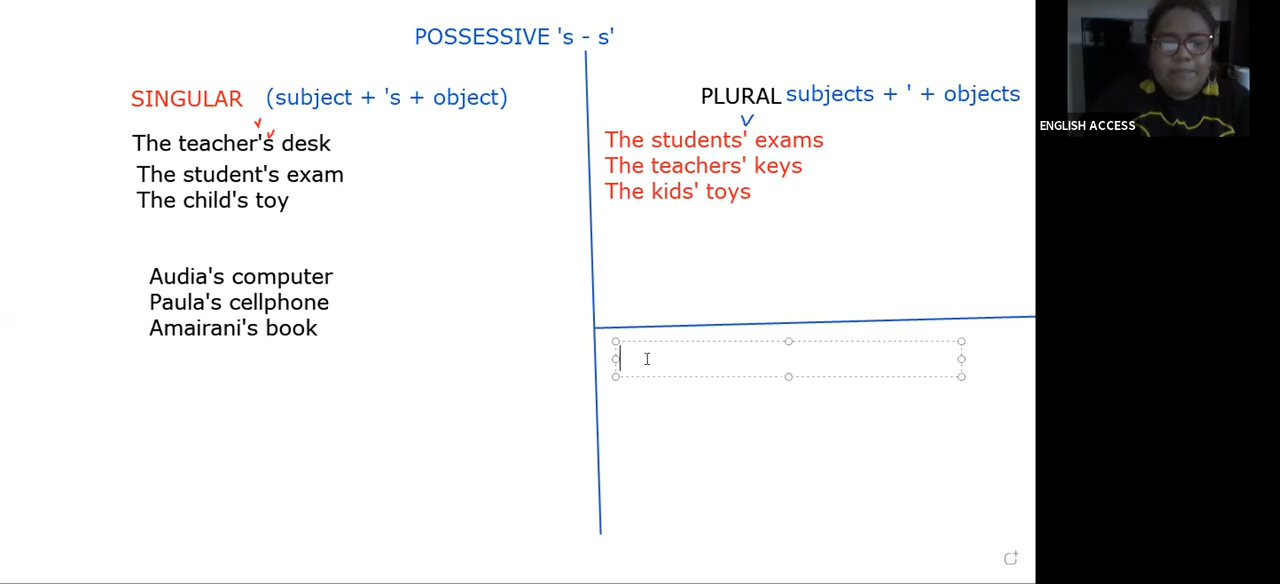 POSSESSIVE 's - s'
SINGULAR (subject + 's + object)
The teacher's desk
The student's exam
The child's toy
Audia's computer
Paula's cellphone
Amairani's book
PLURAL subjects + ' + objects
The students' exams
The teachers' keys
The kids' toys
ENGLISH ACCESS